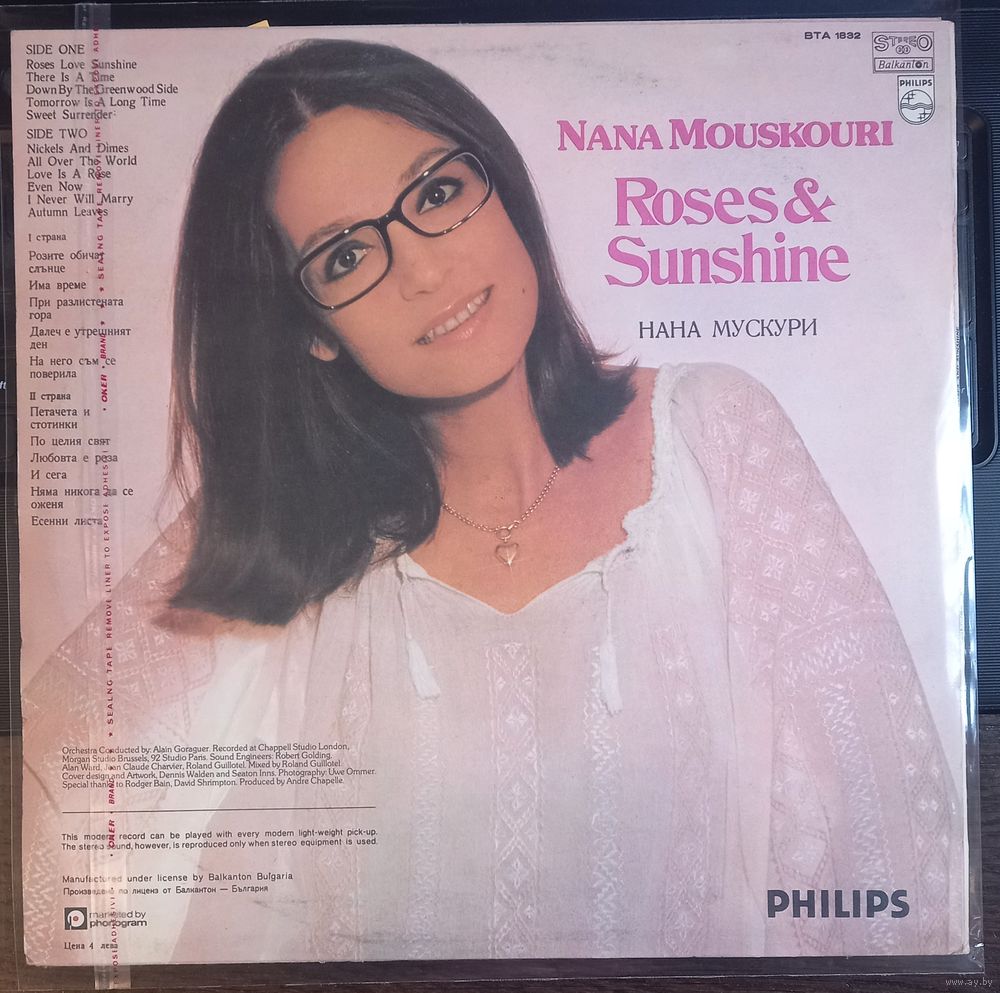 SIDE ONE
Roses Love Sunshine
There Is A Time
Down By The Greenwood Side
Tomorrow Is A Long Time
Sweet Surrender
SIDE TWO
Nickels And Dimes
All Over The World
Love Is A Rose
Even Now
I Never Will Marry
Autumn Leaves
I страна
Розите обичат
слънце
Има време
При разлистената
гора
Далеч е утрешният
ден
На него съм се
поверила
II страна
Петачета и
стотинки
По целия свят
Любовта е роза
И сега
Няма никога да се
оженя
Есенни листа
BTA 1832
STEREO
Balkanton
PHILIPS
NANA MOUSKOURI
ROSES &
Sunshine
НАНА МУСКУРИ
Orchestra Conducted by: Alain Goraguer. Recorded at Chappell Studio London,
Morgan Studio Brussels, 92 Studio Paris. Sound Engineers: Robert Golding,
Alan Ward, Jean Claude Charvier, Roland Guillotel. Mixed by Roland Guillotel.
Cover design and Artwork, Dennis Walden and Seaton Inns. Photography: Uwe Ommer.
Special thanks to Rodger Bain, David Shrimpton. Produced by Andre Chapelle.
This modern record can be played with every modern light-weight pick-up.
The stereo sound, however, is reproduced only when stereo equipment is used.
Manufactured under license by Balkanton Bulgaria
Произведено по лиценз от Балкантон — България
marketed by
phonogram
Цена 4 лева
PHILIPS
* SEALNG TAPE REMOVE LINER TO EXPOSE ADHESIVE
• OKER • BRAND
www.ay.by